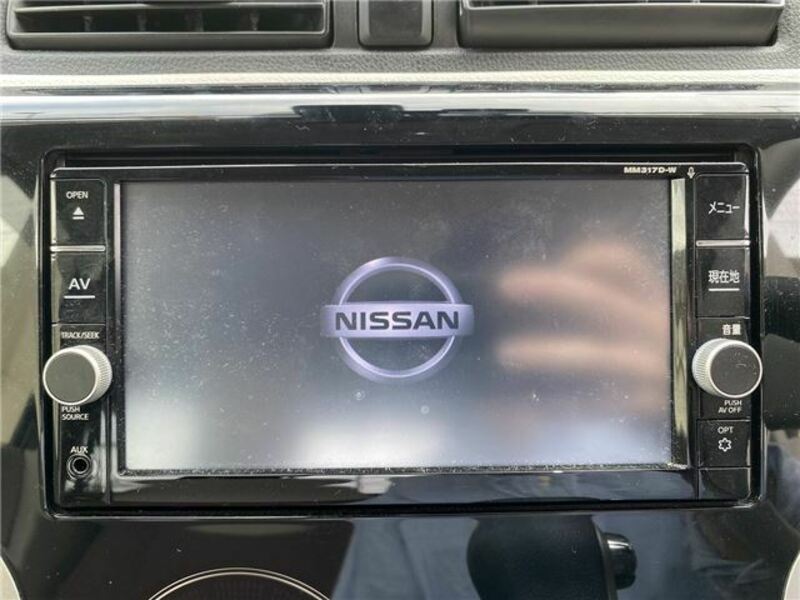 MM317D-W
OPEN
AV
TRACK/SEEK
PUSH
SOURCE
AUX
NISSAN
メニュー
現在地
音量
PUSH
AV OFF
OPT